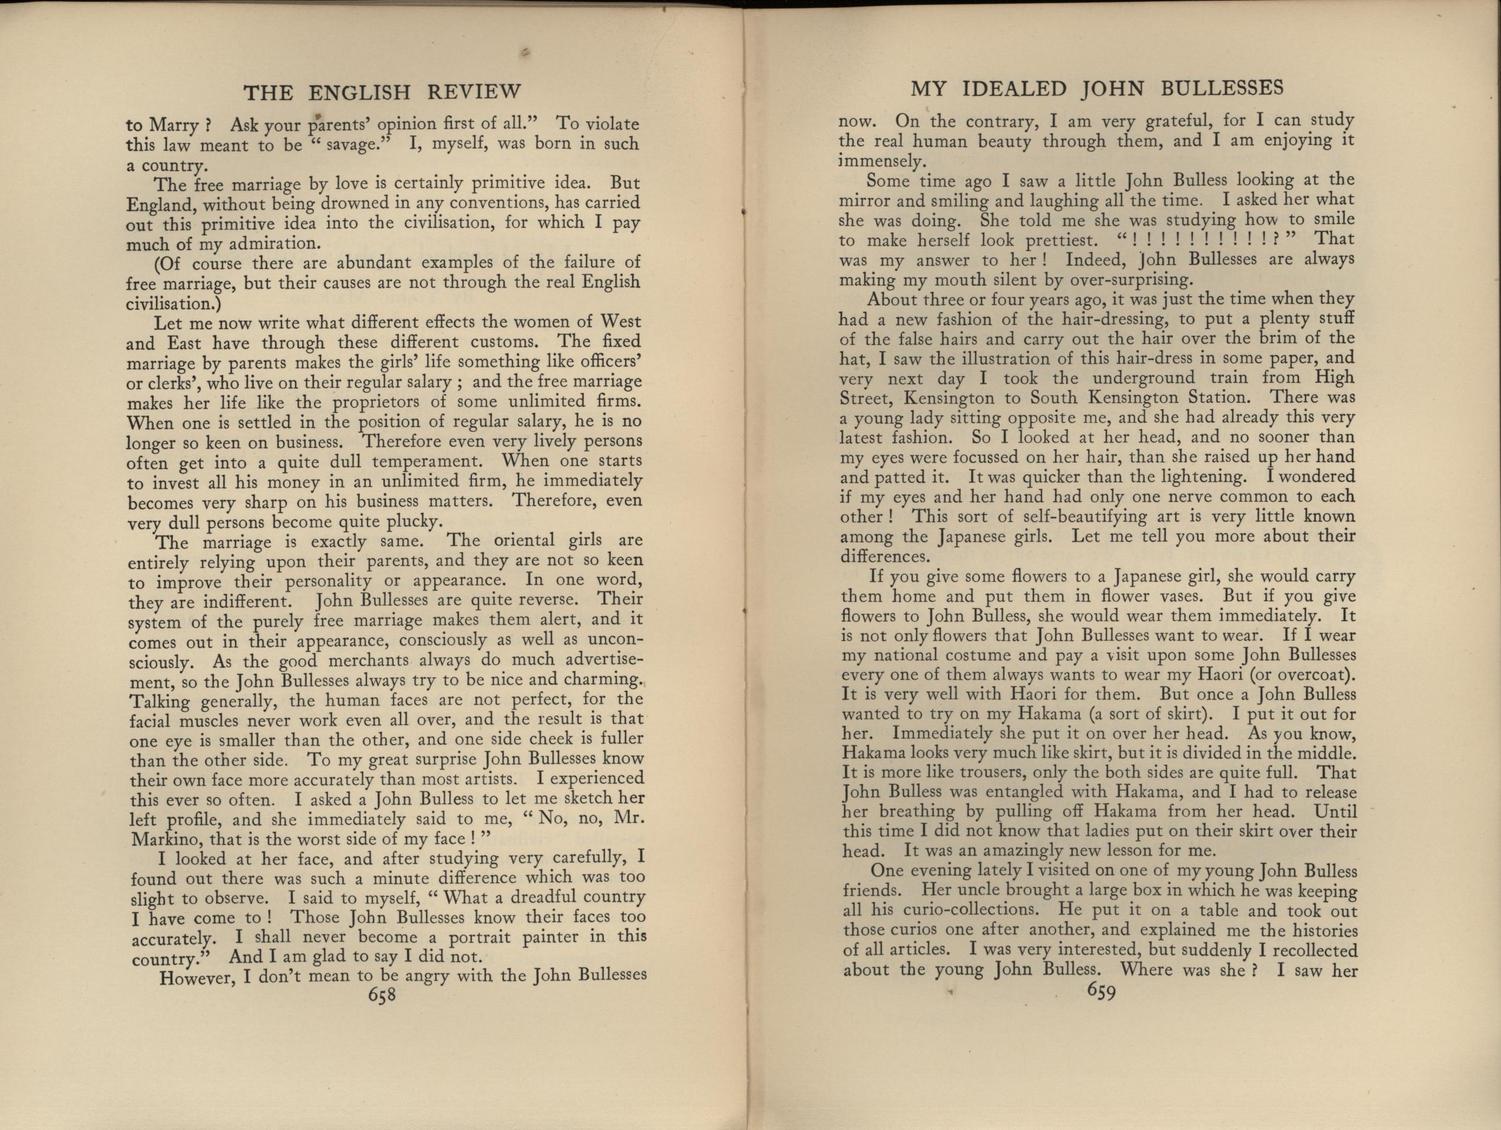 THE ENGLISH REVIEW
to Marry ? Ask your parents’ opinion first of all.” To violate
this law meant to be “ savage.” I, myself, was born in such
a country.
The free marriage by love is certainly primitive idea. But
England, without being drowned in any conventions, has carried
out this primitive idea into the civilisation, for which I pay
much of my admiration.
(Of course there are abundant examples of the failure of
free marriage, but their causes are not through the real English
civilisation.)
Let me now write what different effects the women of West
and East have through these different customs. The fixed
marriage by parents makes the girls’ life something like officers’
or clerks’, who live on their regular salary ; and the free marriage
makes her life like the proprietors of some unlimited firms.
When one is settled in the position of regular salary, he is no
longer so keen on business. Therefore even very lively persons
often get into a quite dull temperament. When one starts
to invest all his money in an unlimited firm, he immediately
becomes very sharp on his business matters. Therefore, even
very dull persons become quite plucky.
The marriage is exactly same. The oriental girls are
entirely relying upon their parents, and they are not so keen
to improve their personality or appearance. In one word,
they are indifferent. John Bullesses are quite reverse. Their
system of the purely free marriage makes them alert, and it
comes out in their appearance, consciously as well as uncon-
sciously. As the good merchants always do much advertise-
ment, so the John Bullesses always try to be nice and charming.
Talking generally, the human faces are not perfect, for the
facial muscles never work even all over, and the result is that
one eye is smaller than the other, and one side cheek is fuller
than the other side. To my great surprise John Bullesses know
their own face more accurately than most artists. I experienced
this ever so often. I asked a John Bulless to let me sketch her
left profile, and she immediately said to me, “ No, no, Mr.
Markino, that is the worst side of my face ! ”
I looked at her face, and after studying very carefully, I
found out there was such a minute difference which was too
slight to observe. I said to myself, “ What a dreadful country
I have come to ! Those John Bullesses know their faces too
accurately. I shall never become a portrait painter in this
country.” And I am glad to say I did not.
However, I don’t mean to be angry with the John Bullesses
658
MY IDEALED JOHN BULLESSES
now. On the contrary, I am very grateful, for I can study
the real human beauty through them, and I am enjoying it
immensely.
Some time ago I saw a little John Bulless looking at the
mirror and smiling and laughing all the time. I asked her what
she was doing. She told me she was studying how to smile
to make herself look prettiest. “ ! ! ! ! ! ! ! ! ! ! ? ” That
was my answer to her ! Indeed, John Bullesses are always
making my mouth silent by over-surprising.
About three or four years ago, it was just the time when they
had a new fashion of the hair-dressing, to put a plenty stuff
of the false hairs and carry out the hair over the brim of the
hat, I saw the illustration of this hair-dress in some paper, and
very next day I took the underground train from High
Street, Kensington to South Kensington Station. There was
a young lady sitting opposite me, and she had already this very
latest fashion. So I looked at her head, and no sooner than
my eyes were focussed on her hair, than she raised up her hand
and patted it. It was quicker than the lightening. I wondered
if my eyes and her hand had only one nerve common to each
other ! This sort of self-beautifying art is very little known
among the Japanese girls. Let me tell you more about their
differences.
If you give some flowers to a Japanese girl, she would carry
them home and put them in flower vases. But if you give
flowers to John Bulless, she would wear them immediately. It
is not only flowers that John Bullesses want to wear. If I wear
my national costume and pay a visit upon some John Bullesses
every one of them always wants to wear my Haori (or overcoat).
It is very well with Haori for them. But once a John Bulless
wanted to try on my Hakama (a sort of skirt). I put it out for
her. Immediately she put it on over her head. As you know,
Hakama looks very much like skirt, but it is divided in the middle.
It is more like trousers, only the both sides are quite full. That
John Bulless was entangled with Hakama, and I had to release
her breathing by pulling off Hakama from her head. Until
this time I did not know that ladies put on their skirt over their
head. It was an amazingly new lesson for me.
One evening lately I visited on one of my young John Bulless
friends. Her uncle brought a large box in which he was keeping
all his curio-collections. He put it on a table and took out
those curios one after another, and explained me the histories
of all articles. I was very interested, but suddenly I recollected
about the young John Bulless. Where was she ? I saw her
659